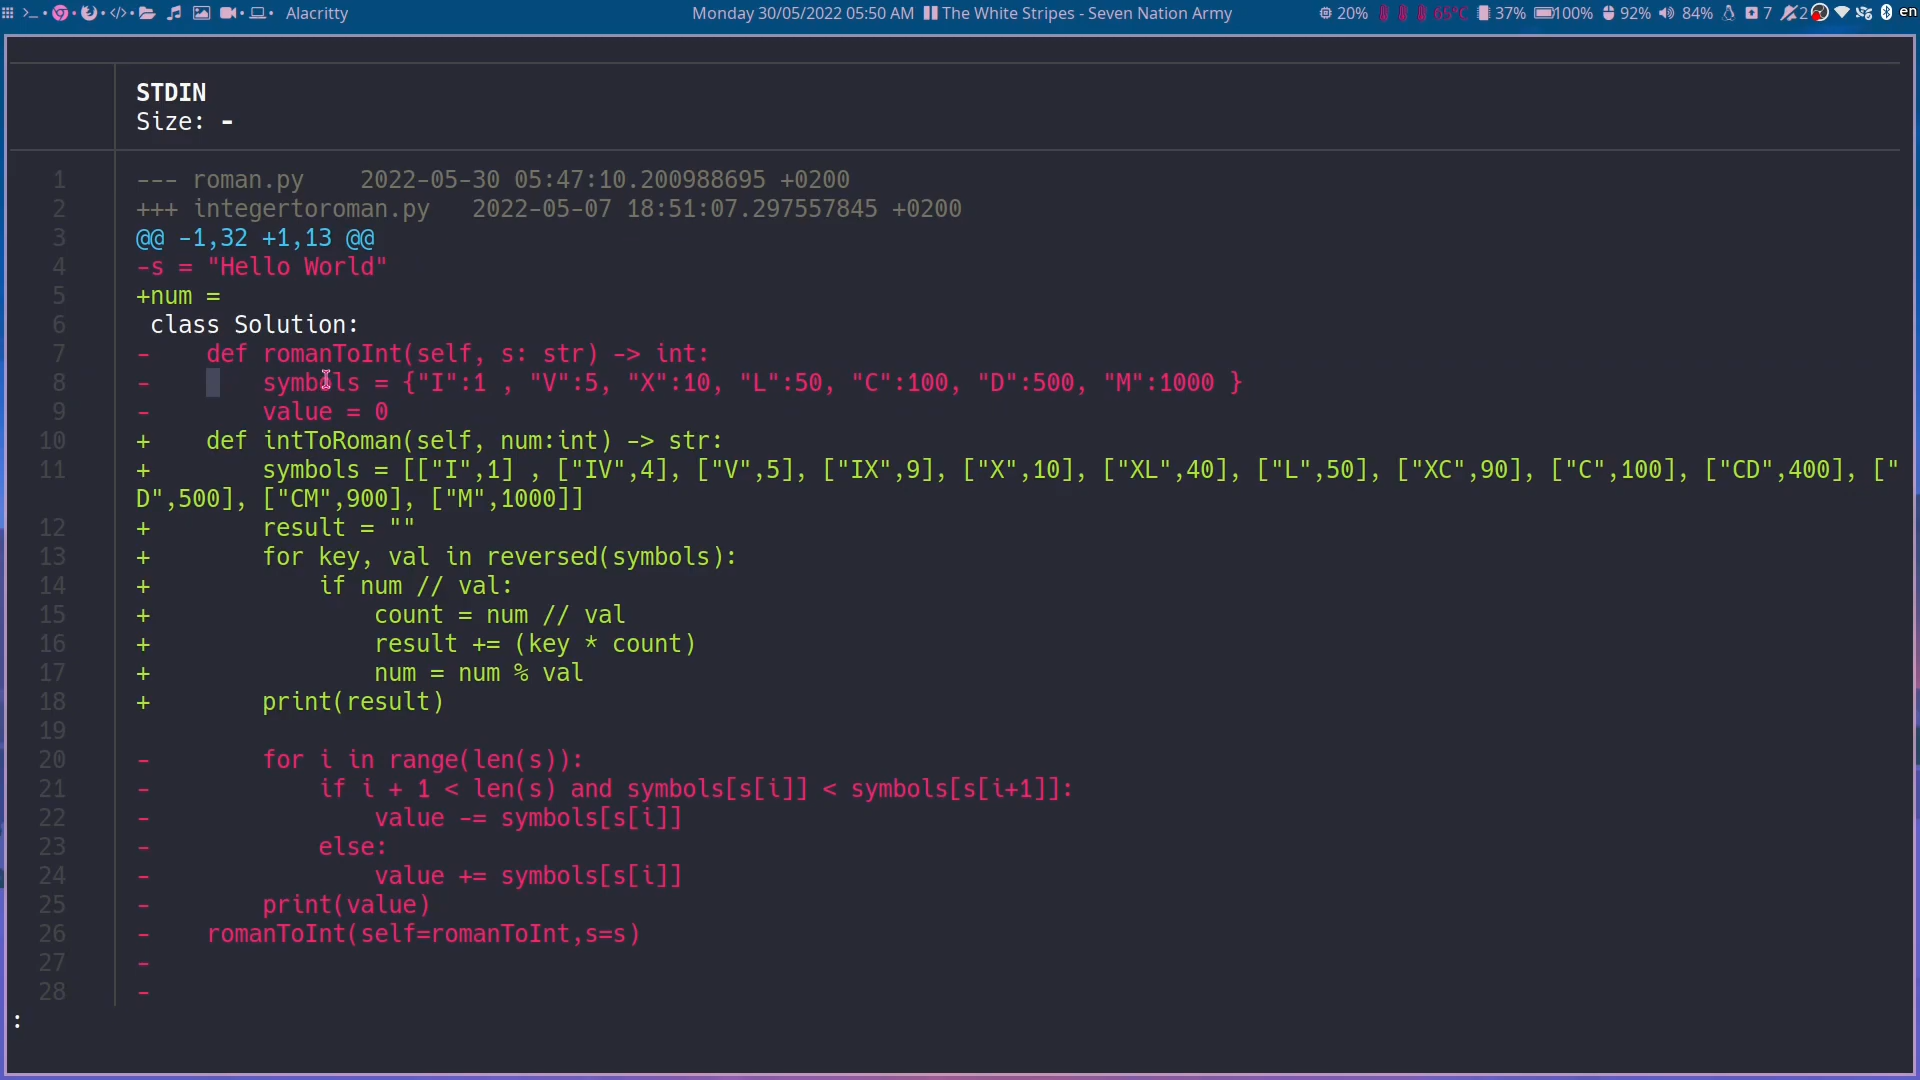 Alacritty Monday 30/05/2022 05:50 AM The White Stripes - Seven Nation Army 20% 65°C 37% 100% 92% 84% 7 2 en
STDIN
Size: -
1 --- roman.py    2022-05-30 05:47:10.200988695 +0200
2 +++ integertoroman.py   2022-05-07 18:51:07.297557845 +0200
3 @@ -1,32 +1,13 @@
4 -s = "Hello World"
5 +num =
6  class Solution:
7 -    def romanToInt(self, s: str) -> int:
8 -        symbols = {"I":1 , "V":5, "X":10, "L":50, "C":100, "D":500, "M":1000 }
9 -        value = 0
10 +    def intToRoman(self, num:int) -> str:
11 +        symbols = [["I",1] , ["IV",4], ["V",5], ["IX",9], ["X",10], ["XL",40], ["L",50], ["XC",90], ["C",100], ["CD",400], ["
D",500], ["CM",900], ["M",1000]]
12 +        result = ""
13 +        for key, val in reversed(symbols):
14 +            if num // val:
15 +                count = num // val
16 +                result += (key * count)
17 +                num = num % val
18 +        print(result)
19
20 -        for i in range(len(s)):
21 -            if i + 1 < len(s) and symbols[s[i]] < symbols[s[i+1]]:
22 -                value -= symbols[s[i]]
23 -            else:
24 -                value += symbols[s[i]]
25 -        print(value)
26 -    romanToInt(self=romanToInt,s=s)
27 -
28 -
: